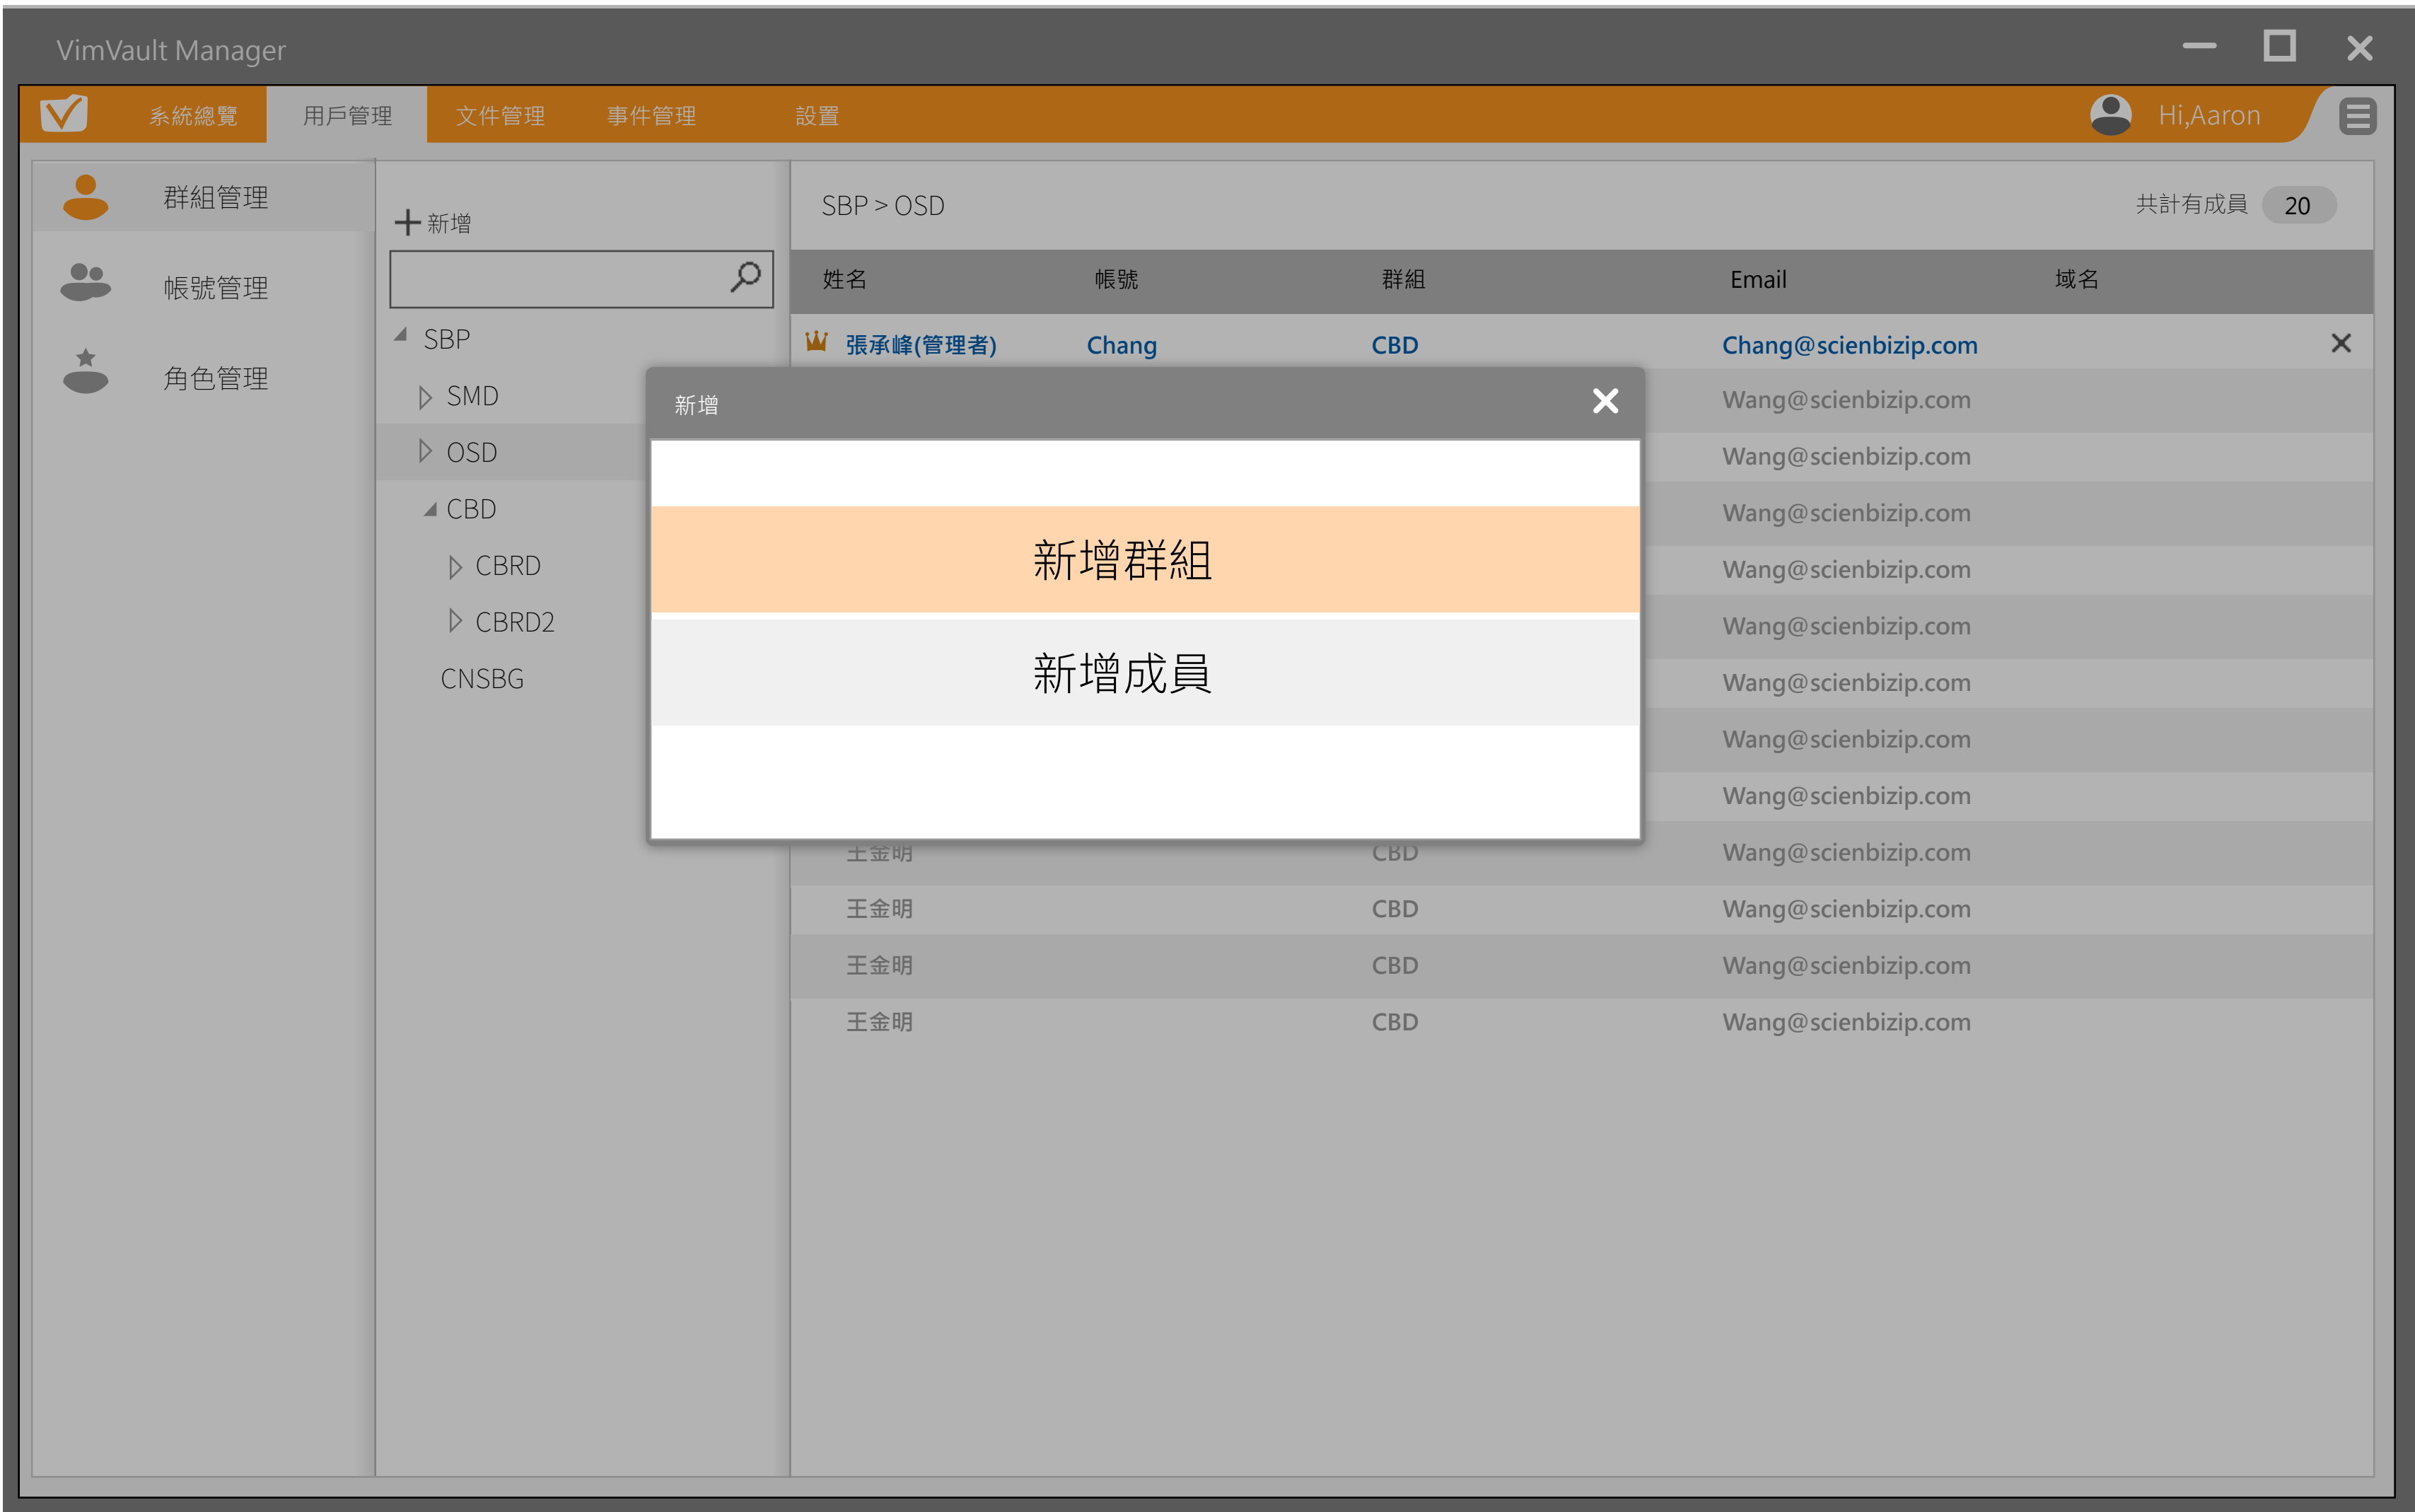 VimVault Manager
系統總覽 用戶管理 文件管理 事件管理 設置 Hi,Aaron
群組管理
帳號管理
角色管理
新增
SBP
SMD
OSD
CBD
CBRD
CBRD2
CNSBG
SBP > OSD 共計有成員 20
姓名 帳號 群組 Email 域名
張承峰(管理者) Chang CBD Chang@scienbizip.com
Wang@scienbizip.com
Wang@scienbizip.com
Wang@scienbizip.com
Wang@scienbizip.com
Wang@scienbizip.com
Wang@scienbizip.com
Wang@scienbizip.com
Wang@scienbizip.com
王金明 CBD Wang@scienbizip.com
王金明 CBD Wang@scienbizip.com
王金明 CBD Wang@scienbizip.com
王金明 CBD Wang@scienbizip.com
新增
新增群組
新增成員